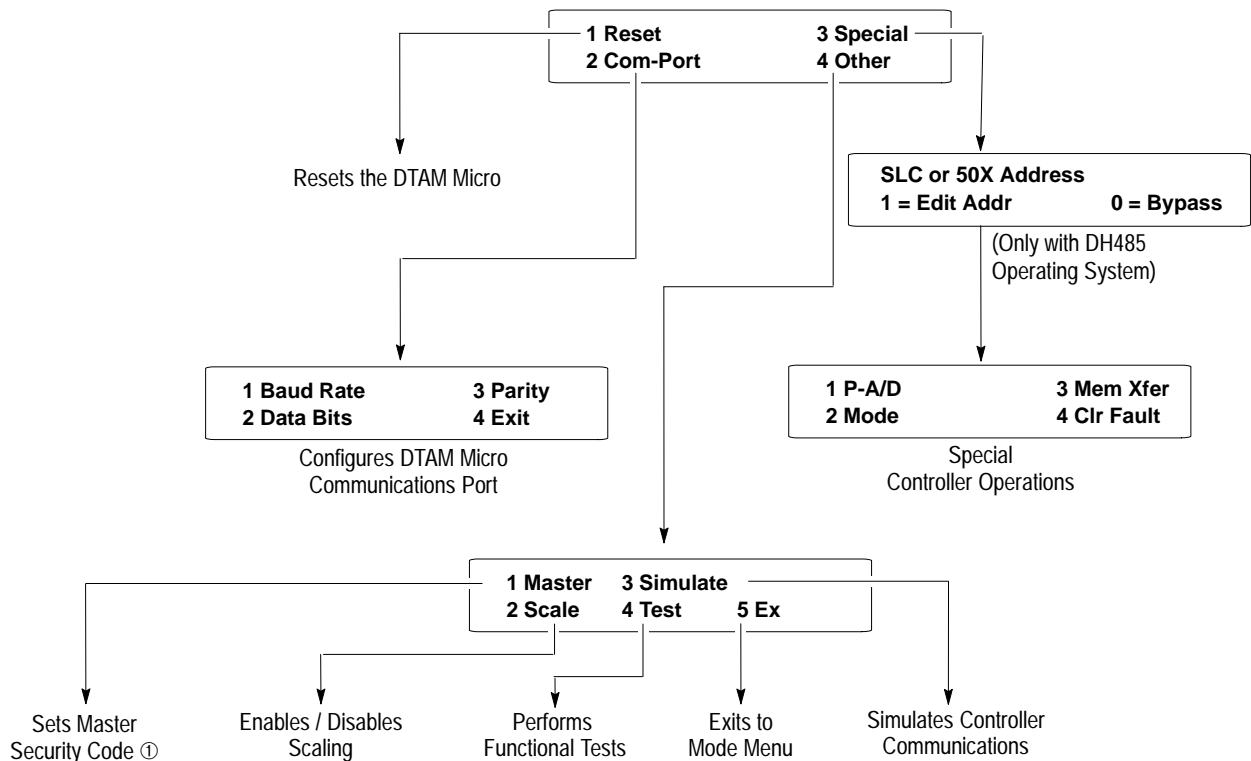 1 Reset 3 Special
2 Com-Port 4 Other
Resets the DTAM Micro
SLC or 50X Address
1 = Edit Addr 0 = Bypass
(Only with DH485
Operating System)
1 Baud Rate 3 Parity
2 Data Bits 4 Exit
Configures DTAM Micro
Communications Port
1 P-A/D 3 Mem Xfer
2 Mode 4 Clr Fault
Special
Controller Operations
1 Master 3 Simulate
2 Scale 4 Test 5 Ex
Sets Master
Security Code ①
Enables / Disables
Scaling
Performs
Functional Tests
Exits to
Mode Menu
Simulates Controller
Communications